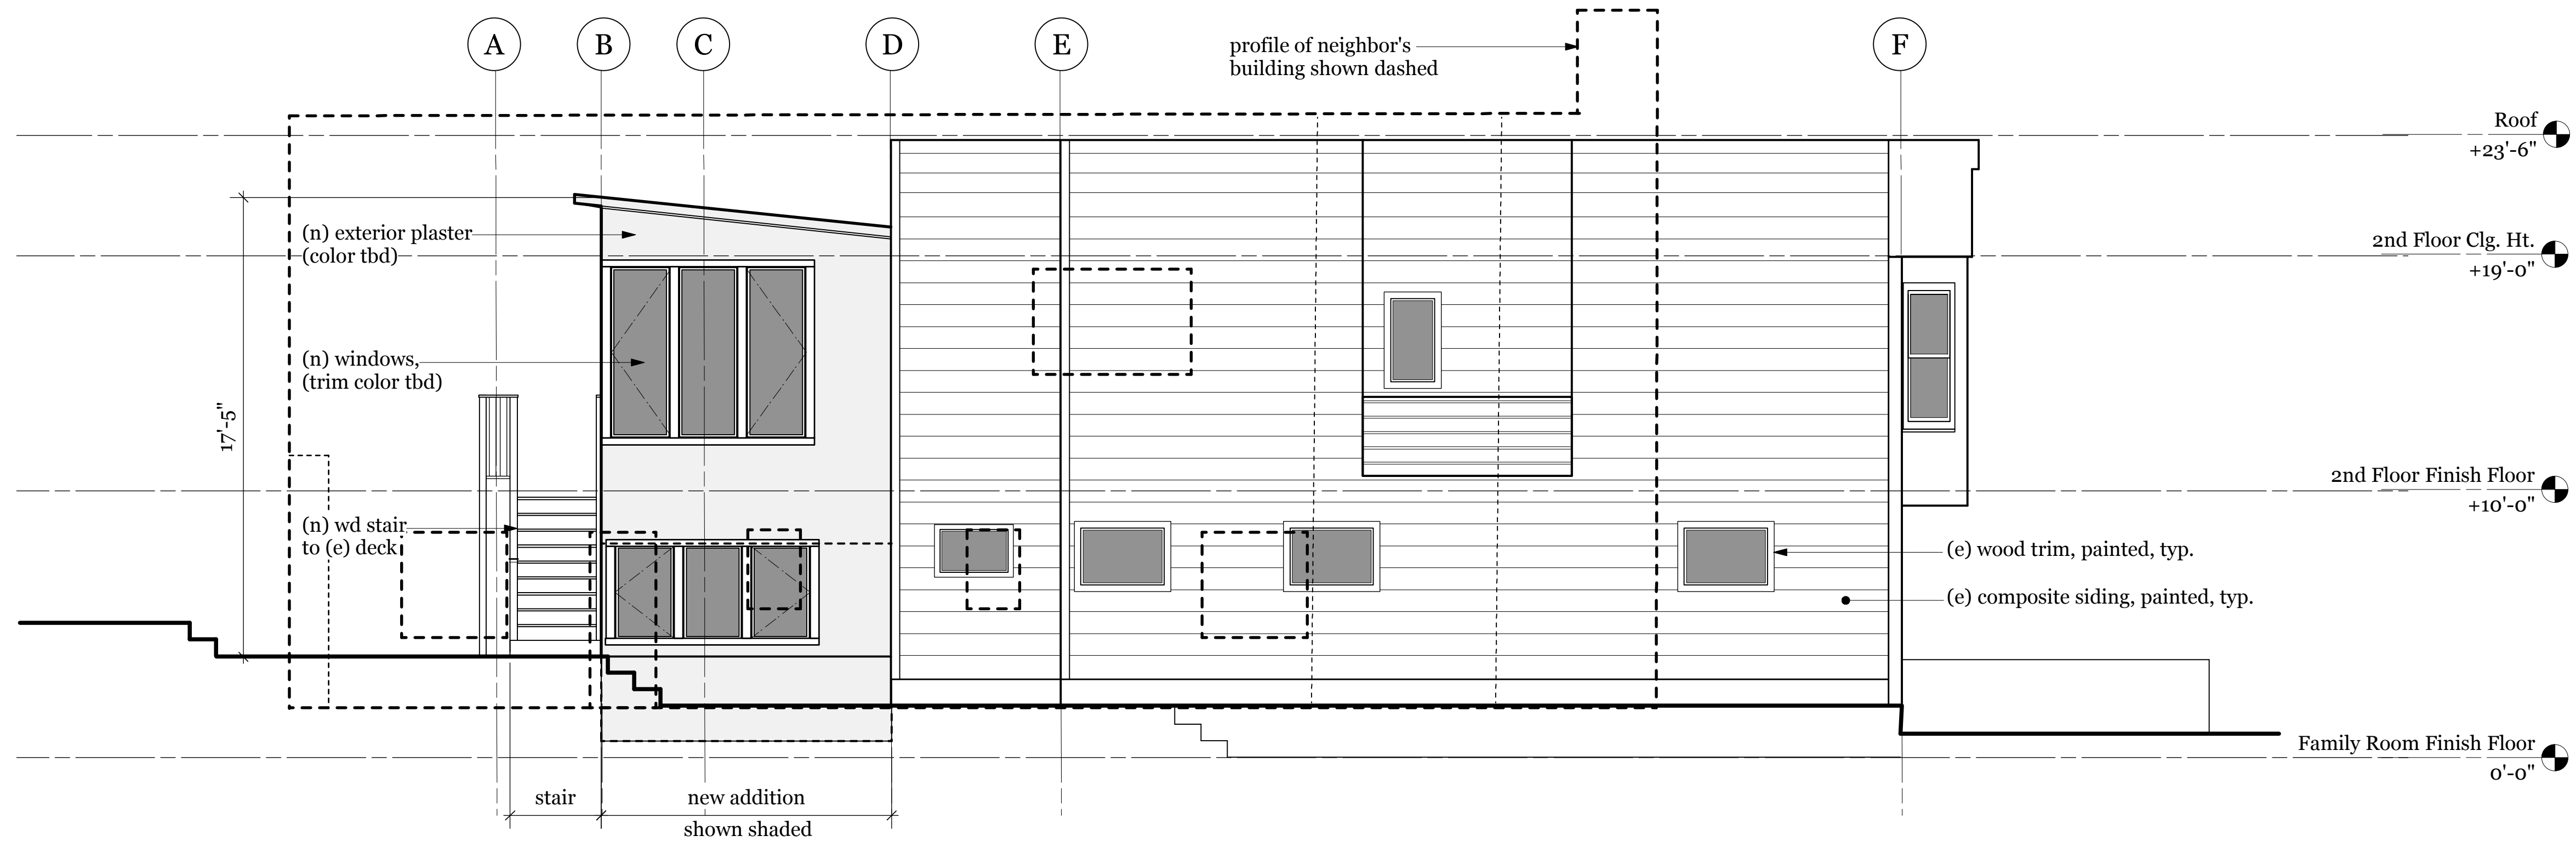 A B C D E F
profile of neighbor's
building shown dashed
Roof
+23'-6"
(n) exterior plaster
(color tbd)
2nd Floor Clg. Ht.
+19'-0"
(n) windows,
(trim color tbd)
17'-5"
2nd Floor Finish Floor
+10'-0"
(n) wd stair
to (e) deck
(e) wood trim, painted, typ.
(e) composite siding, painted, typ.
Family Room Finish Floor
0'-0"
stair
new addition
shown shaded